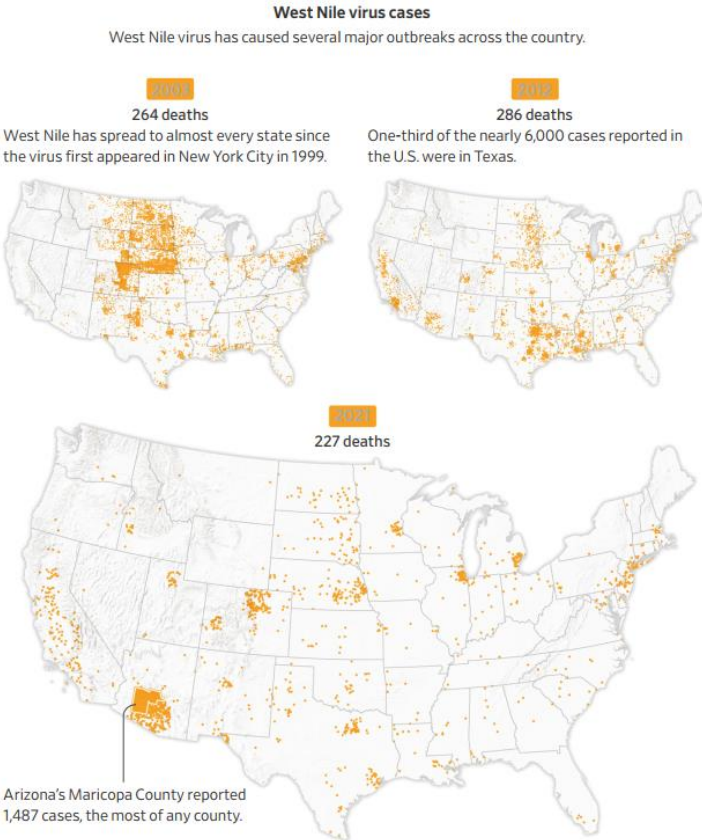 West Nile virus cases
West Nile virus has caused several major outbreaks across the country.
2003
264 deaths
West Nile has spread to almost every state since
the virus first appeared in New York City in 1999.
2012
286 deaths
One-third of the nearly 6,000 cases reported in
the U.S. were in Texas.
2021
227 deaths
Arizona's Maricopa County reported
1,487 cases, the most of any county.